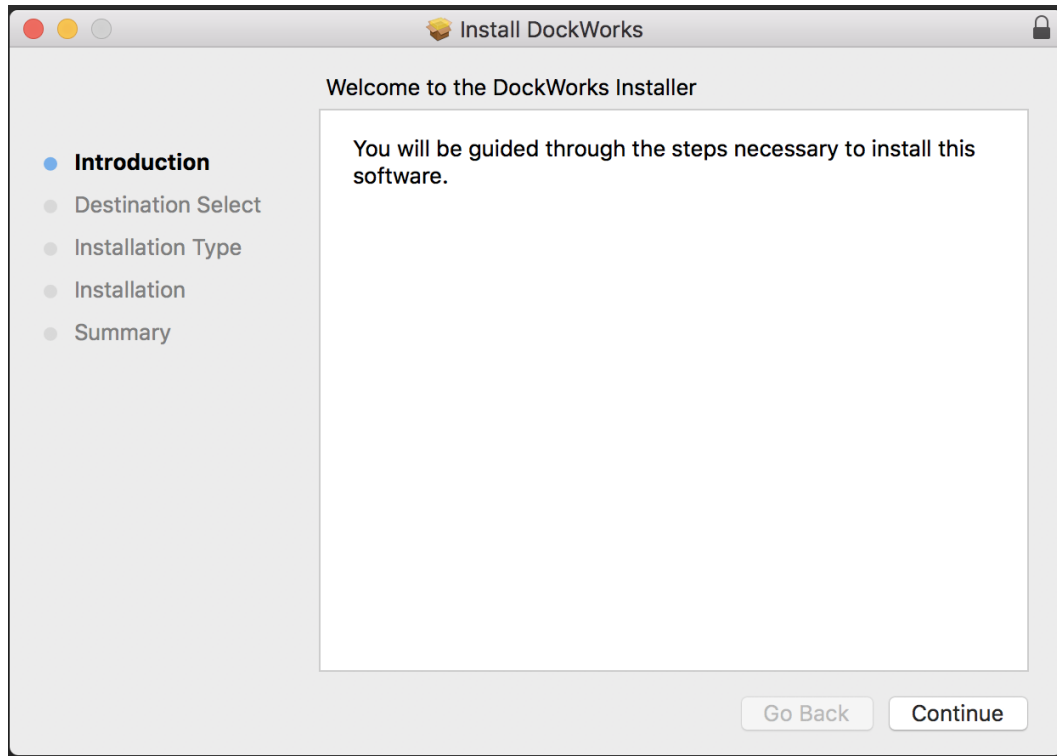 Install DockWorks
Welcome to the DockWorks Installer
Introduction
Destination Select
Installation Type
Installation
Summary
You will be guided through the steps necessary to install this
software.
Go Back
Continue